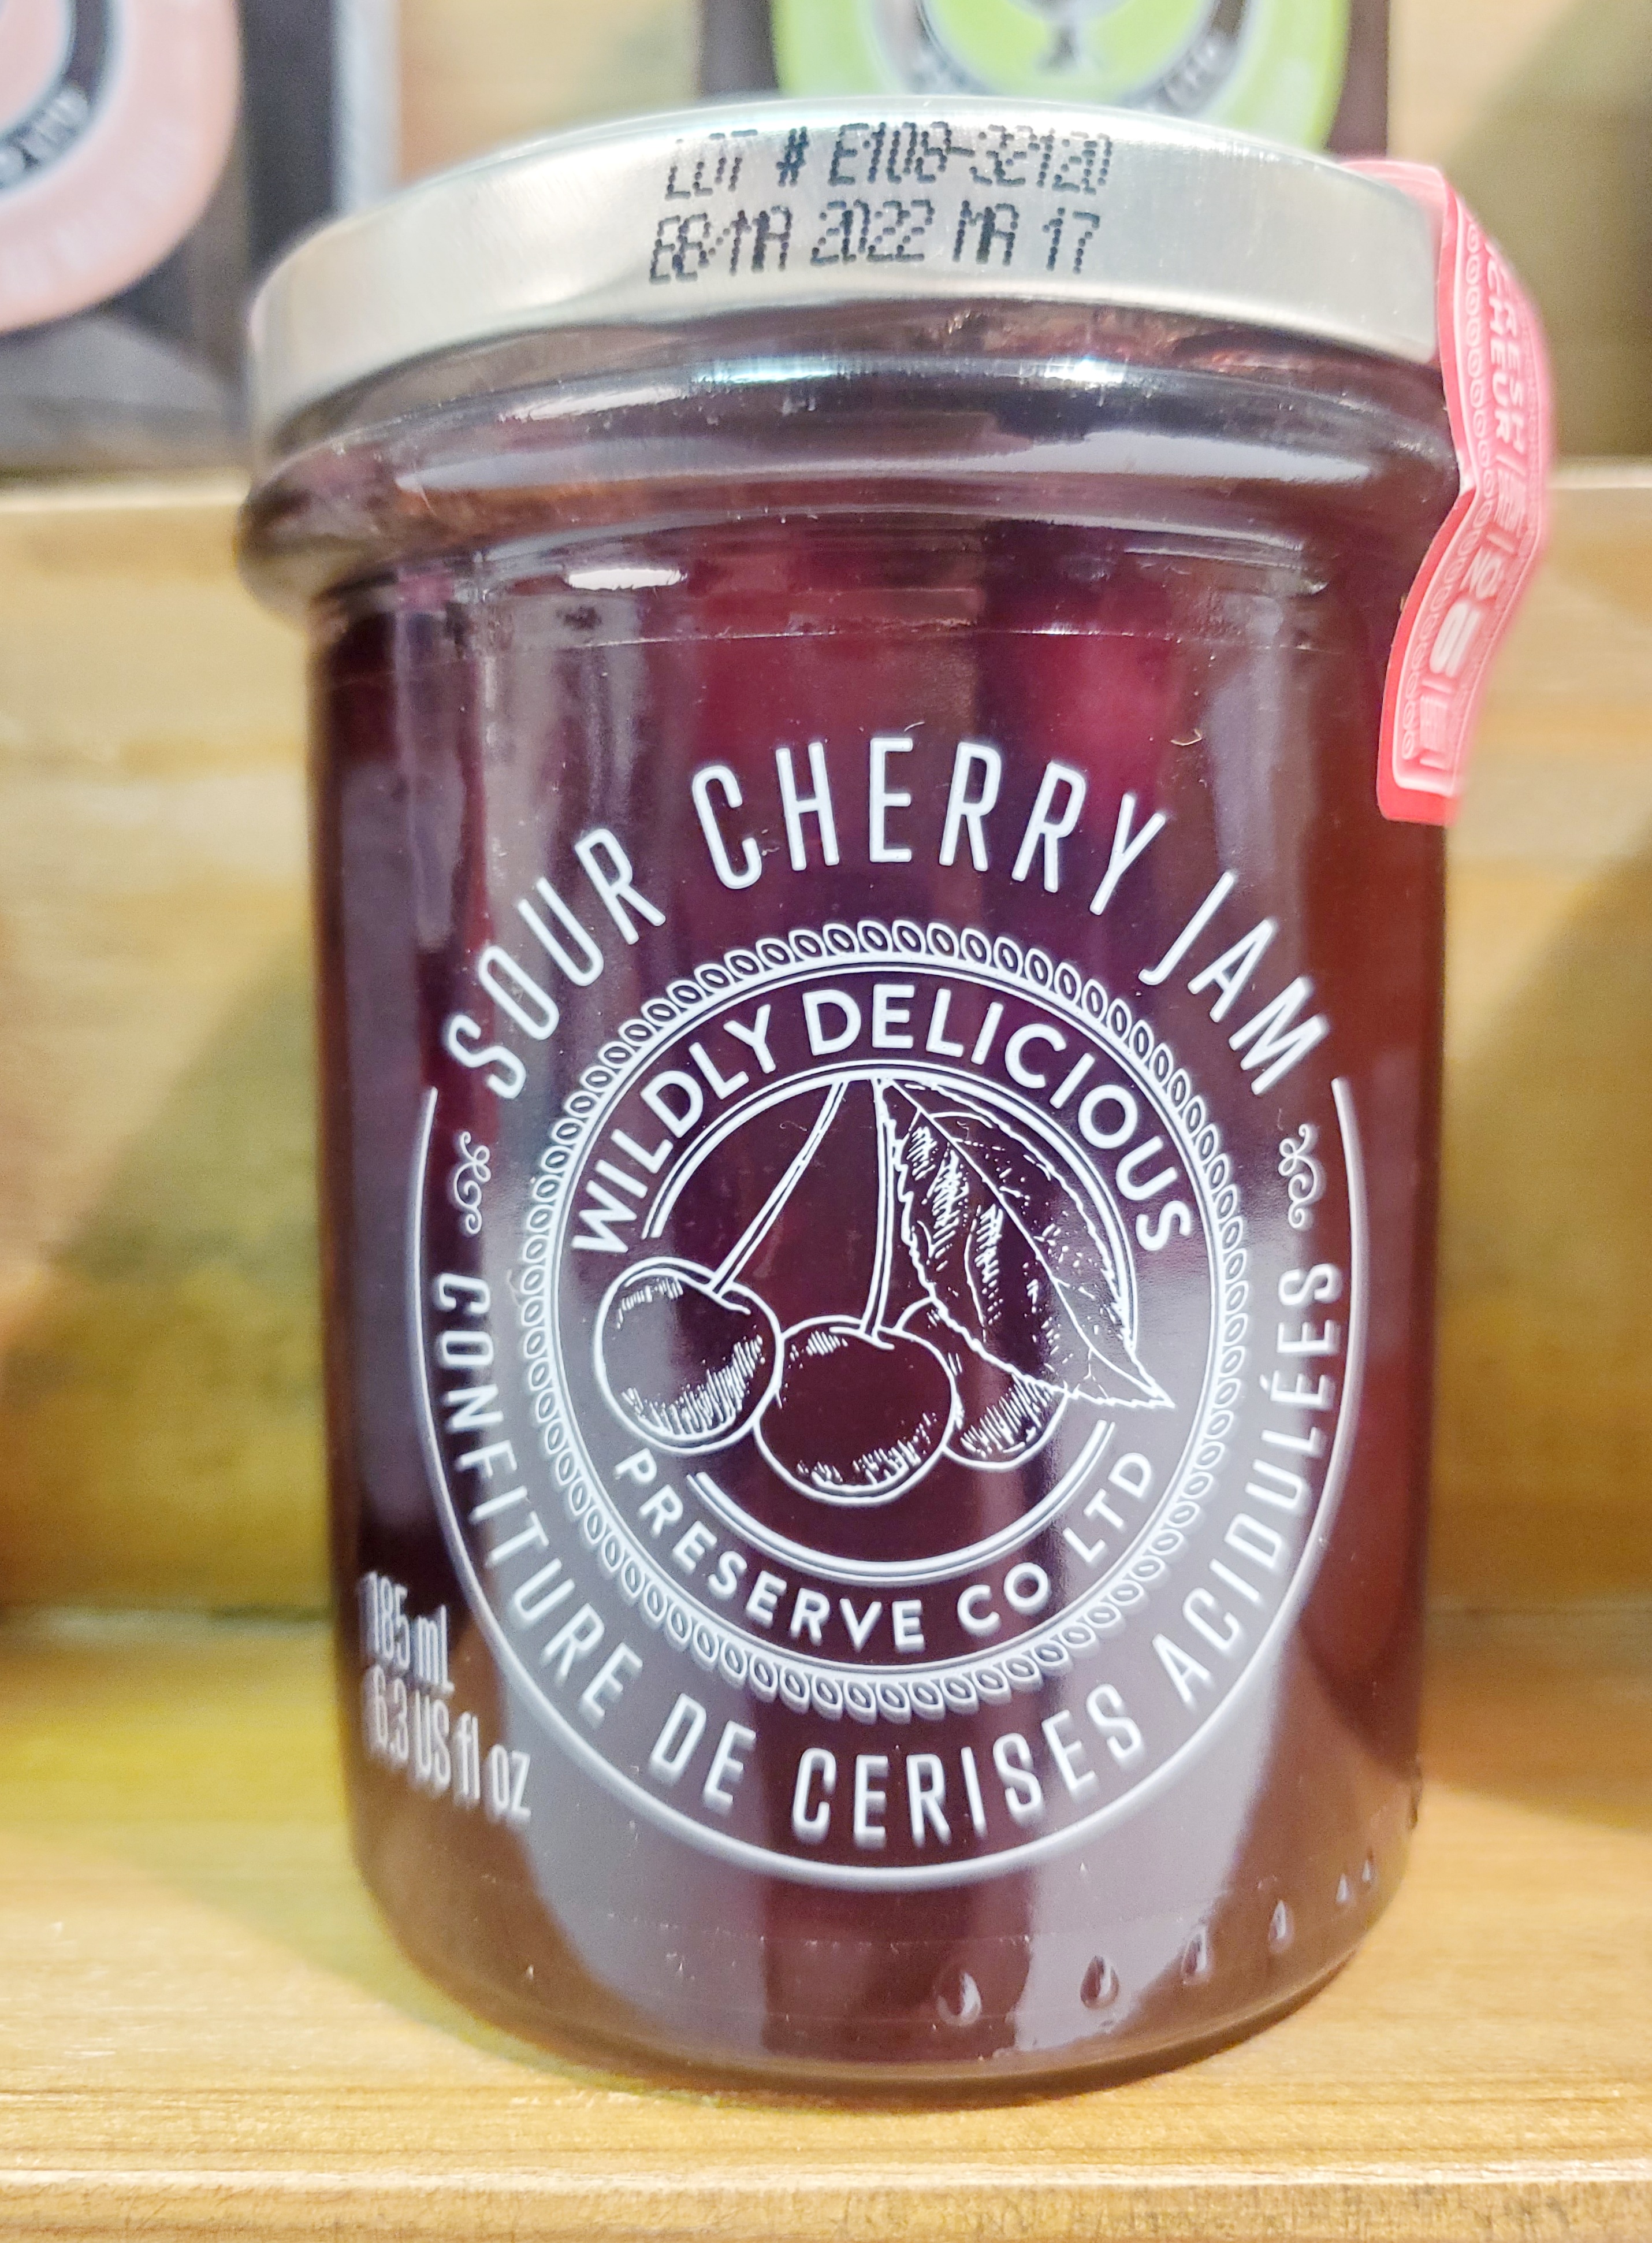 LOT # E108-32120
BB/MA 2022 MA 17
SOUR CHERRY JAM
WILDLY DELICIOUS
PRESERVE CO LTD
CONFITURE DE CERISES ACIDULÉES
185 mL
6.3 US fl oz